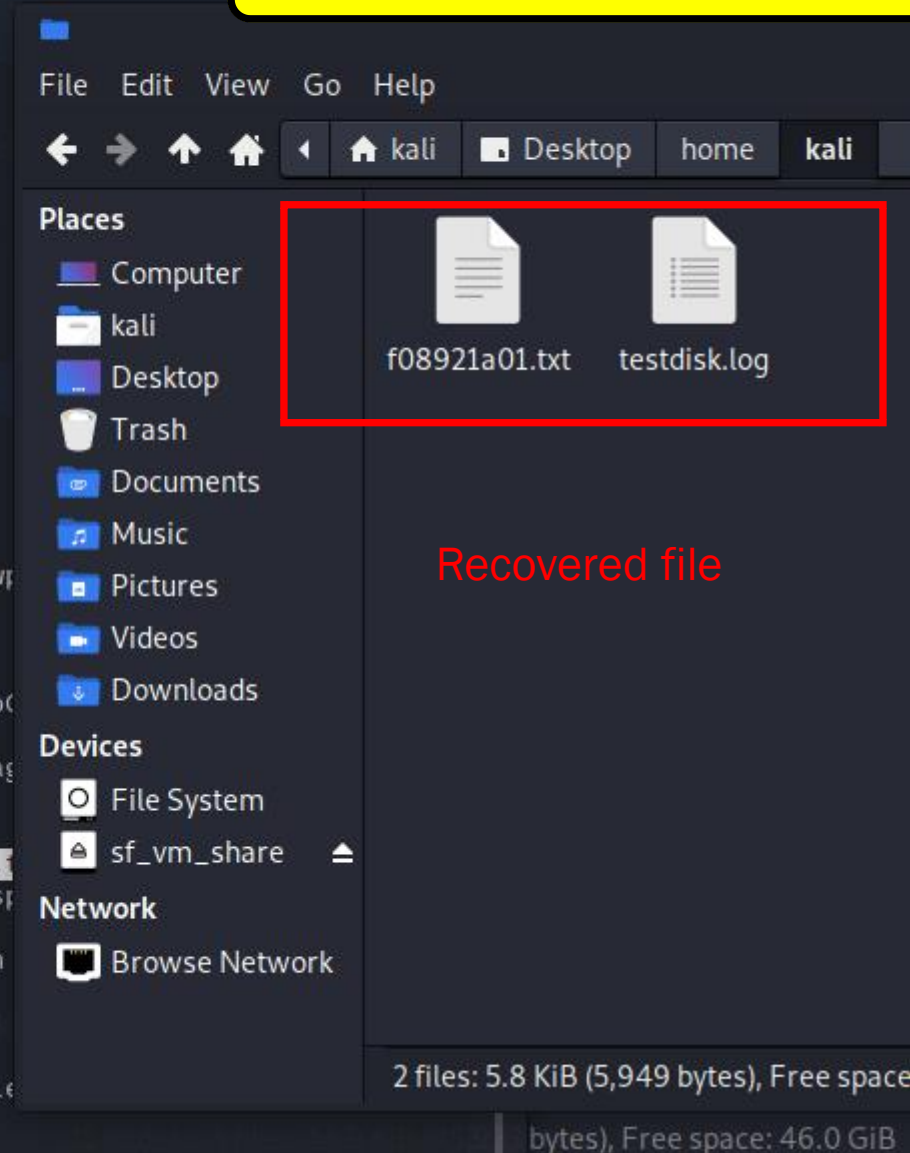 File Edit View Go Help
kali Desktop home kali
Places
Computer
kali
Desktop
Trash
Documents
Music
Pictures
Videos
Downloads
Devices
File System
sf_vm_share
Network
Browse Network
f08921a01.txt testdisk.log
Recovered file
2 files: 5.8 KiB (5,949 bytes), Free space
bytes), Free space: 46.0 GiB